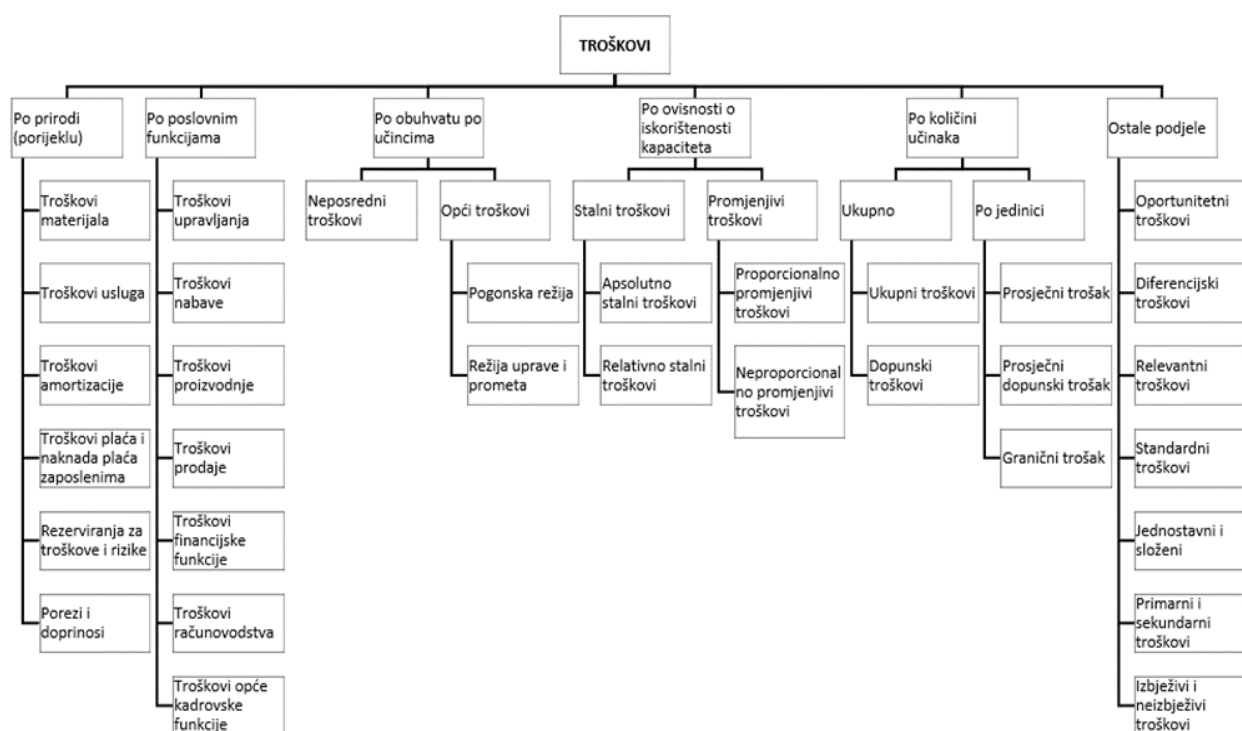 TROŠKOVI
Po prirodi
(porijeklu)
Troškovi
materijala
Troškovi usluga
Troškovi
amortizacije
Troškovi plaća i
naknada plaća
zaposlenima
Rezerviranja za
troškove i rizike
Porezi i
doprinosi
Po poslovnim
funkcijama
Troškovi
upravljanja
Troškovi
nabave
Troškovi
proizvodnje
Troškovi
prodaje
Troškovi
financijske
funkcije
Troškovi
računovodstva
Troškovi opće
kadrovske
funkcije
Po obuhvatu po
učincima
Neposredni
troškovi
Opći troškovi
Pogonska režija
Režija uprave i
prometa
Po ovisnosti o
iskorištenosti
kapaciteta
Stalni troškovi
Apsolutno
stalni troškovi
Relativno stalni
troškovi
Promjenjivi
troškovi
Proporcionalno
promjenjivi
troškovi
Neproporcional
no promjenjivi
troškovi
Po količini
učinaka
Ukupno
Ukupni troškovi
Dopunski
troškovi
Po jedinici
Prosječni trošak
Prosječni
dopunski trošak
Granični trošak
Ostale podjele
Oportunitetni
troškovi
Diferencijski
troškovi
Relevantni
troškovi
Standardni
troškovi
Jednostavni i
složeni
Primarni i
sekundarni
troškovi
Izbježivi i
neizbježivi
troškovi